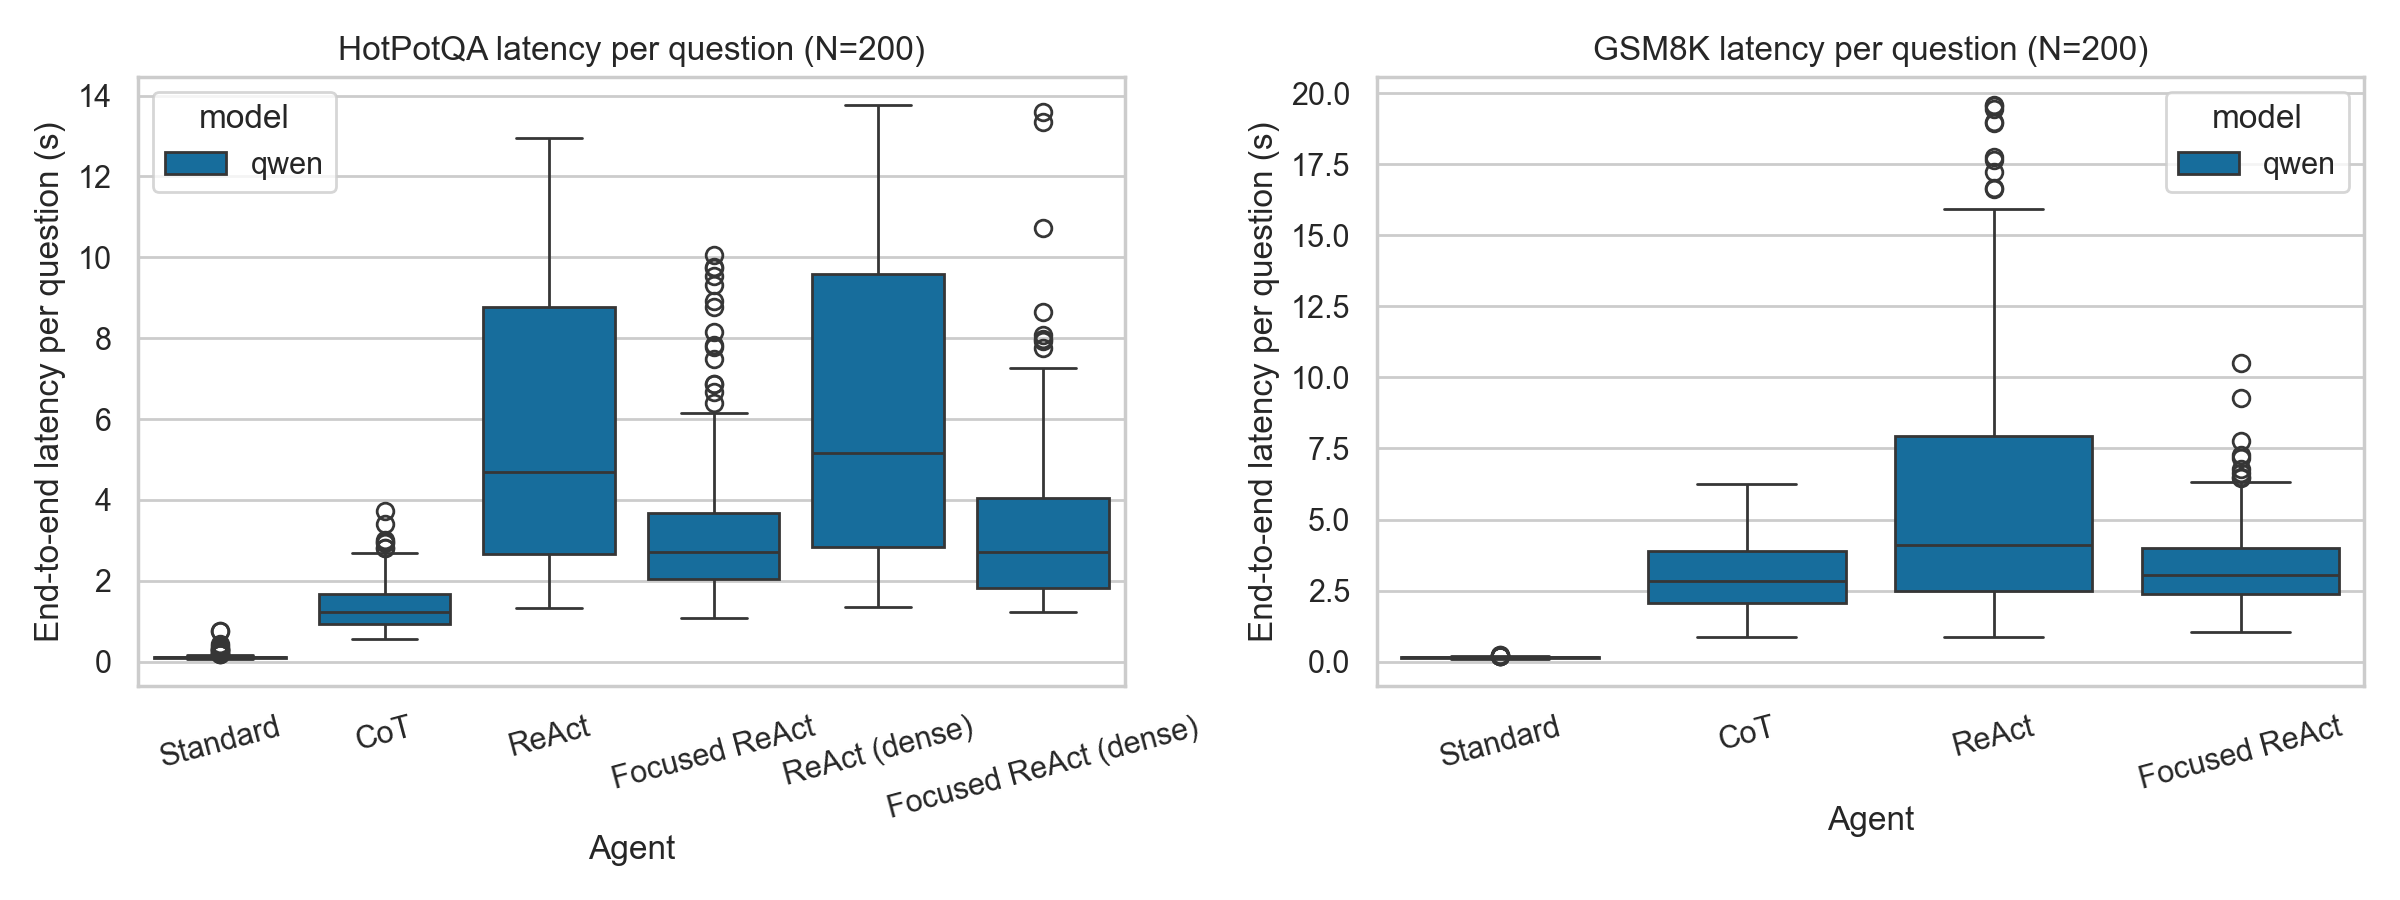 HotPotQA latency per question (N=200)
End-to-end latency per question (s)
14
12
10
8
6
4
2
0
model
qwen
Standard
CoT
ReAct
Focused ReAct
ReAct (dense)
Focused ReAct (dense)
Agent
GSM8K latency per question (N=200)
End-to-end latency per question (s)
20.0
17.5
15.0
12.5
10.0
7.5
5.0
2.5
0.0
model
qwen
Standard
CoT
ReAct
Focused ReAct
Agent